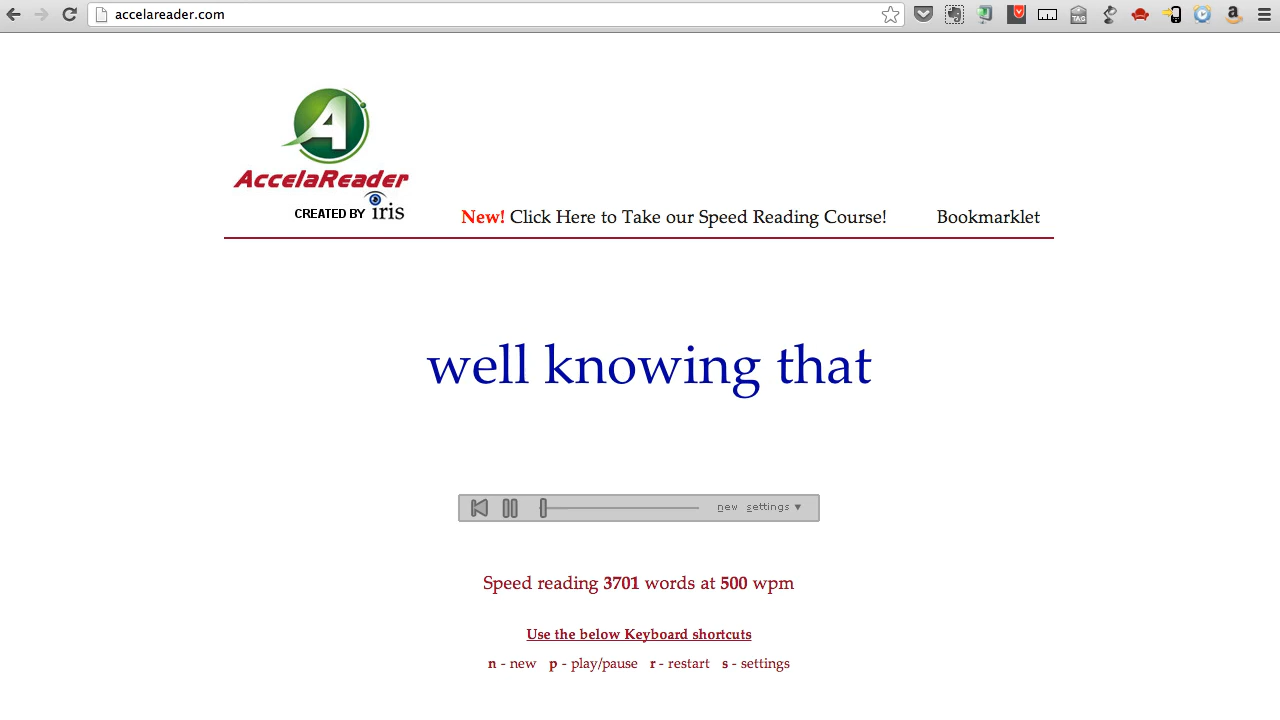 accelareader.com
TAG
A
AccelaReader
CREATED BY iris
New! Click Here to Take our Speed Reading Course! Bookmarklet
well knowing that
new settings ▼
Speed reading 3701 words at 500 wpm
Use the below Keyboard shortcuts
n - new p - play/pause r - restart s - settings